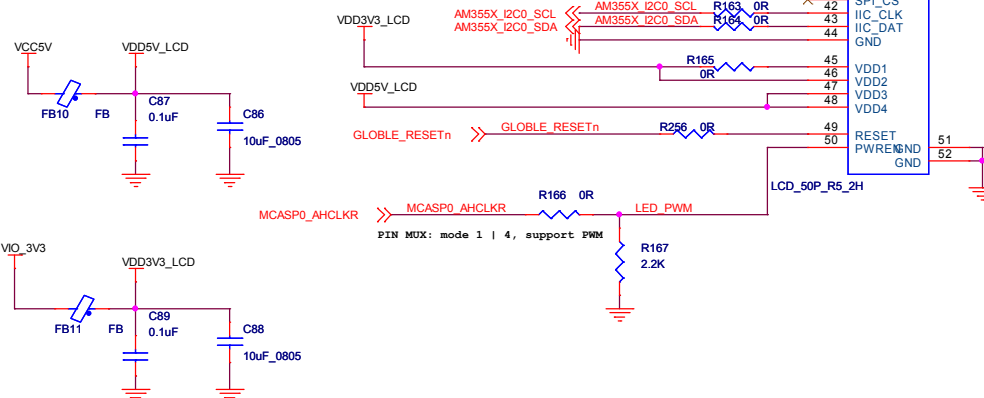 SPI_CS
AM355X_I2C0_SCL
AM355X_I2C0_SCL
R163 0R
42
IIC_CLK
AM355X_I2C0_SDA
AM355X_I2C0_SDA
R164 0R
43
IIC_DAT
44
GND
VDD3V3_LCD
R165
0R
45
VDD1
46
VDD2
47
VDD3
48
VDD4
VDD5V_LCD
GLOBLE_RESETn
GLOBLE_RESETn
R256 0R
49
RESET
50
PWREN
GND
51
GND
52
LCD_50P_R5_2H
VCC5V
VDD5V_LCD
FB10
FB
C87
0.1uF
C86
10uF_0805
MCASP0_AHCLKR
MCASP0_AHCLKR
R166 0R
LED_PWM
PIN MUX: mode 1 | 4, support PWM
R167
2.2K
VIO_3V3
VDD3V3_LCD
FB11
FB
C89
0.1uF
C88
10uF_0805